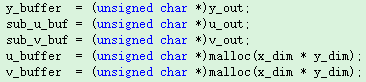 y_buffer = (unsigned char *)y_out;
sub_u_buf = (unsigned char *)u_out;
sub_v_buf = (unsigned char *)v_out;
u_buffer = (unsigned char *)malloc(x_dim * y_dim);
v_buffer = (unsigned char *)malloc(x_dim * y_dim);